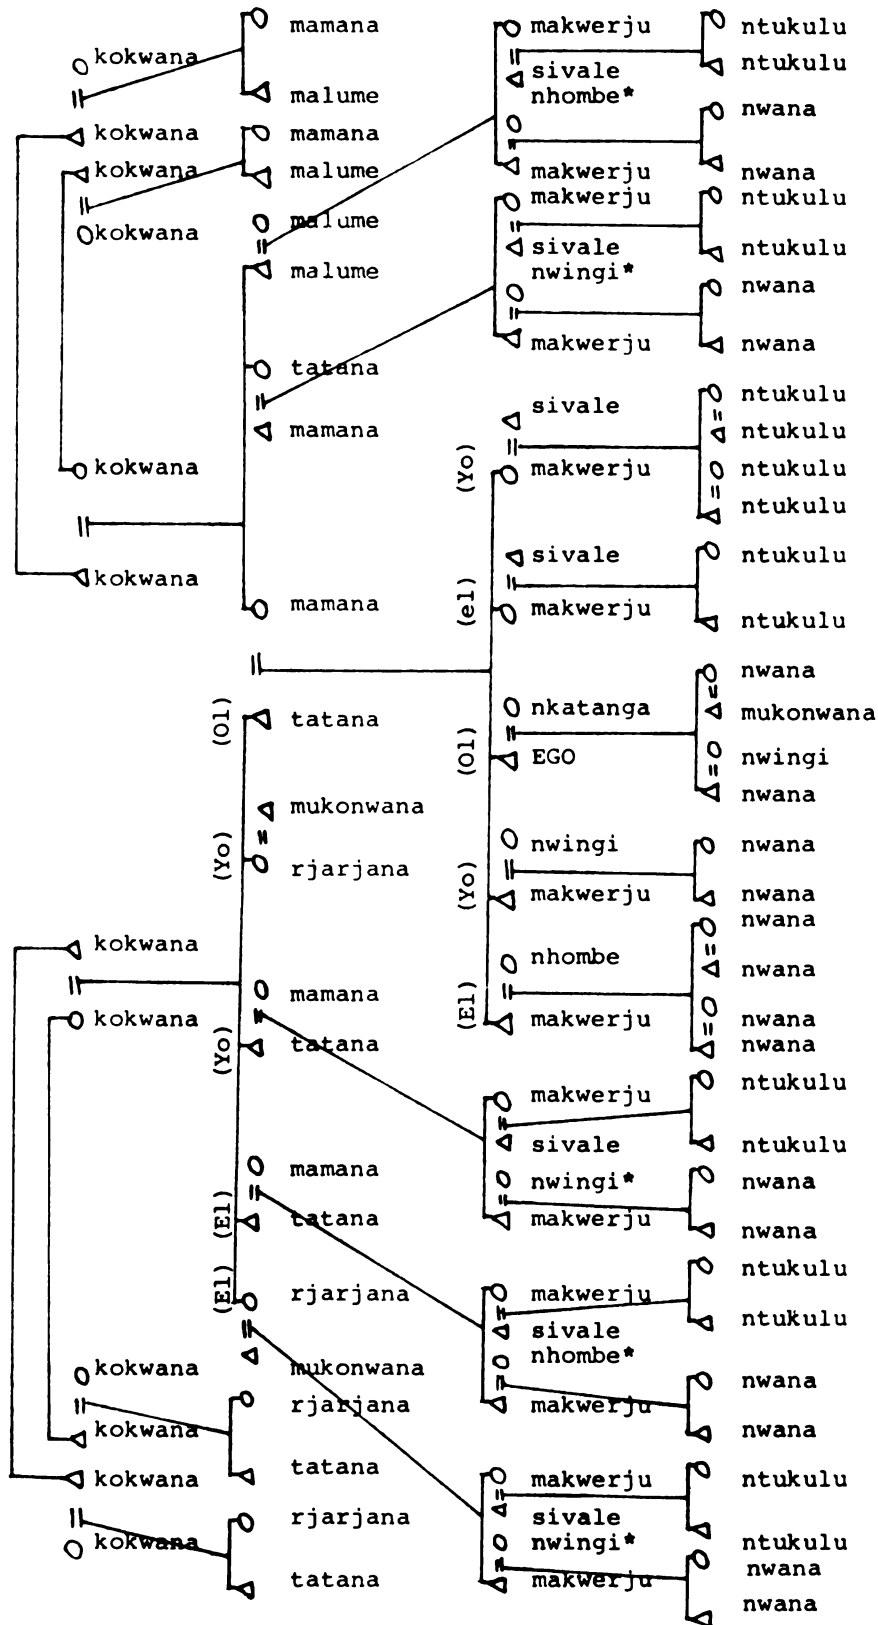 kokwana
kokwana
kokwana
kokwana
kokwana
kokwana
kokwana
kokwana
kokwana
kokwana
kokwana
kokwana
mamana
malume
mamana
malume
malume
malume
tatana
mamana
mamana
(Ol) tatana
mukonwana
(Yo) rjarjana
mamana
(Yo) tatana
mamana
(El) tatana
(El) rjarjana
mukonwana
rjarjana
tatana
rjarjana
tatana
makwerju
sivale
nhombe*
makwerju
makwerju
sivale
nwingi*
makwerju
sivale
(Yo) makwerju
sivale
(el) makwerju
nkatanga
(Ol) EGO
nwingi
(Yo) makwerju
nhombe
(El) makwerju
makwerju
sivale
nwingi*
makwerju
makwerju
sivale
nhombe*
makwerju
makwerju
sivale
nwingi*
makwerju
ntukulu
ntukulu
nwana
nwana
ntukulu
ntukulu
nwana
nwana
ntukulu
ntukulu
ntukulu
ntukulu
ntukulu
ntukulu
nwana
mukonwana
nwingi
nwana
nwana
nwana
nwana
nwana
nwana
nwana
ntukulu
ntukulu
nwana
nwana
ntukulu
ntukulu
nwana
nwana
ntukulu
ntukulu
nwana
nwana